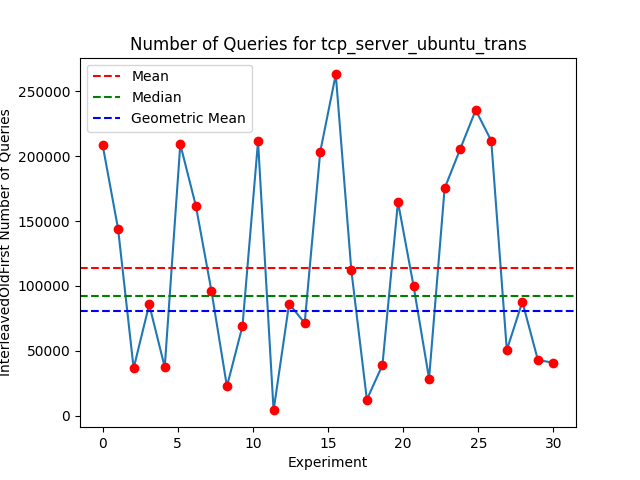 Number of Queries for tcp_server_ubuntu_trans
Mean
Median
Geometric Mean
InterleavedOldFirst Number of Queries
250000
200000
150000
100000
50000
0
0 5 10 15 20 25 30
Experiment